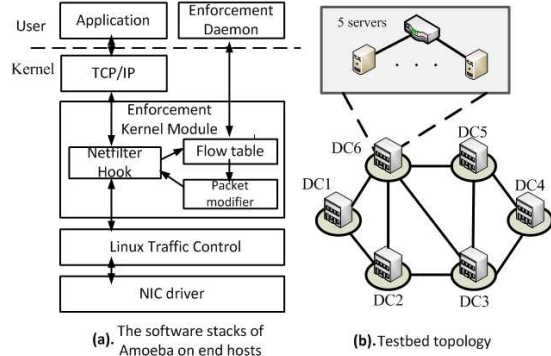 User
Application
Enforcement
Daemon
Kernel
TCP/IP
Enforcement
Kernel Module
Netfilter
Hook
Flow table
Packet
modifier
Linux Traffic Control
NIC driver
(a). The software stacks of
Amoeba on end hosts
5 servers
. . .
DC6
DC5
DC1
DC4
DC2
DC3
(b). Testbed topology